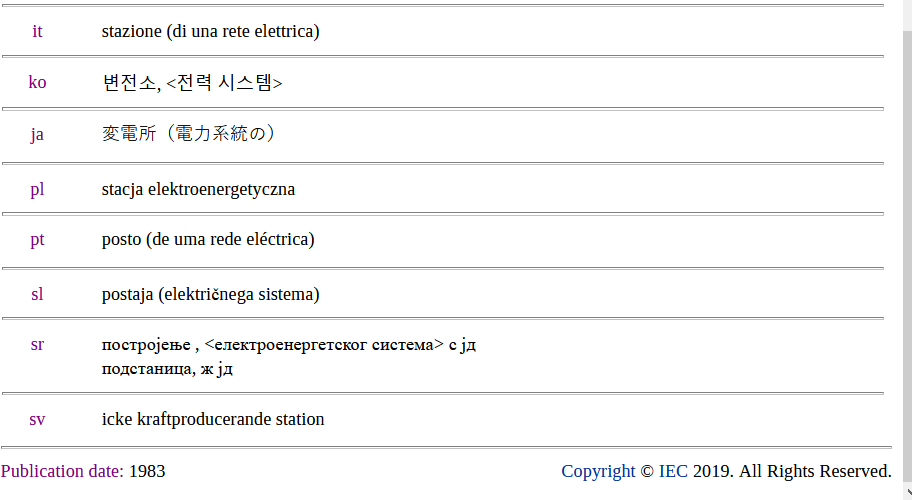 it stazione (di una rete elettrica)
ko 변전소, <전력 시스템>
ja 変電所（電力系統の）
pl stacja elektroenergetyczna
pt posto (de uma rede eléctrica)
sl postaja (električnega sistema)
sr постројење , <електроенергетског система> с јд
подстаница, ж јд
sv icke kraftproducerande station
Publication date: 1983 Copyright © IEC 2019. All Rights Reserved.